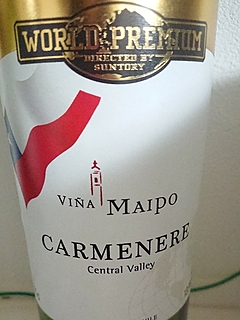 WORLD PREMIUM
DIRECTED BY
SUNTORY
VIÑA MAIPO
CARMENERE
Central Valley